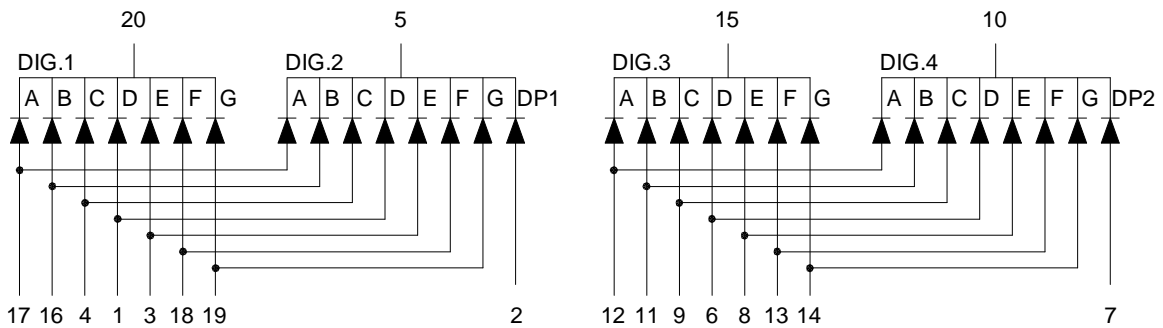 20 5 15 10
DIG.1 DIG.2 DIG.3 DIG.4
A B C D E F G A B C D E F G DP1 A B C D E F G A B C D E F G DP2
17 16 4 1 3 18 19 2 12 11 9 6 8 13 14 7